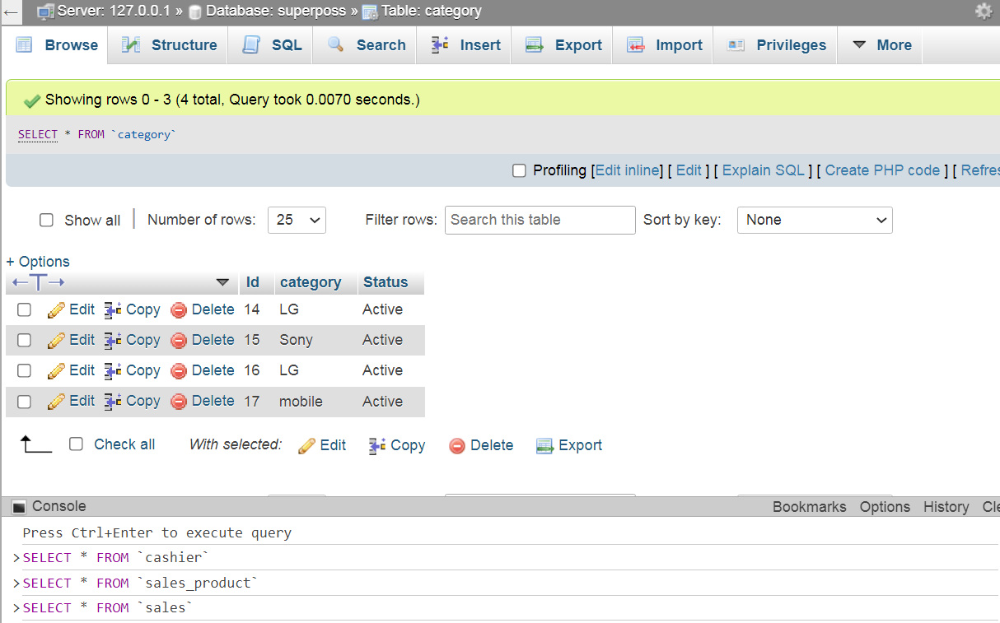 Server: 127.0.0.1 » Database: superposs » Table: category
Browse Structure SQL Search Insert Export Import Privileges More
Showing rows 0 - 3 (4 total, Query took 0.0070 seconds.)
SELECT * FROM `category`
Profiling [Edit inline] [ Edit ] [ Explain SQL ] [ Create PHP code ] [ Refres
Show all Number of rows: 25 Filter rows: Search this table Sort by key: None
+ Options
←T→ Id category Status
Edit Copy Delete 14 LG Active
Edit Copy Delete 15 Sony Active
Edit Copy Delete 16 LG Active
Edit Copy Delete 17 mobile Active
Check all With selected: Edit Copy Delete Export
Console Bookmarks Options History Cle
Press Ctrl+Enter to execute query
>SELECT * FROM `cashier`
>SELECT * FROM `sales_product`
>SELECT * FROM `sales`